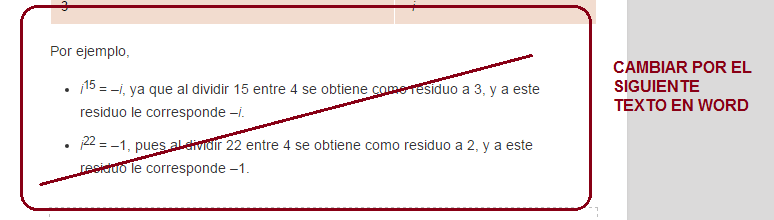 3 –i
Por ejemplo,
• i15 = –i, ya que al dividir 15 entre 4 se obtiene como residuo a 3, y a este
residuo le corresponde –i.
• i22 = –1, pues al dividir 22 entre 4 se obtiene como residuo a 2, y a este
residuo le corresponde –1.
CAMBIAR POR EL
SIGUIENTE
TEXTO EN WORD